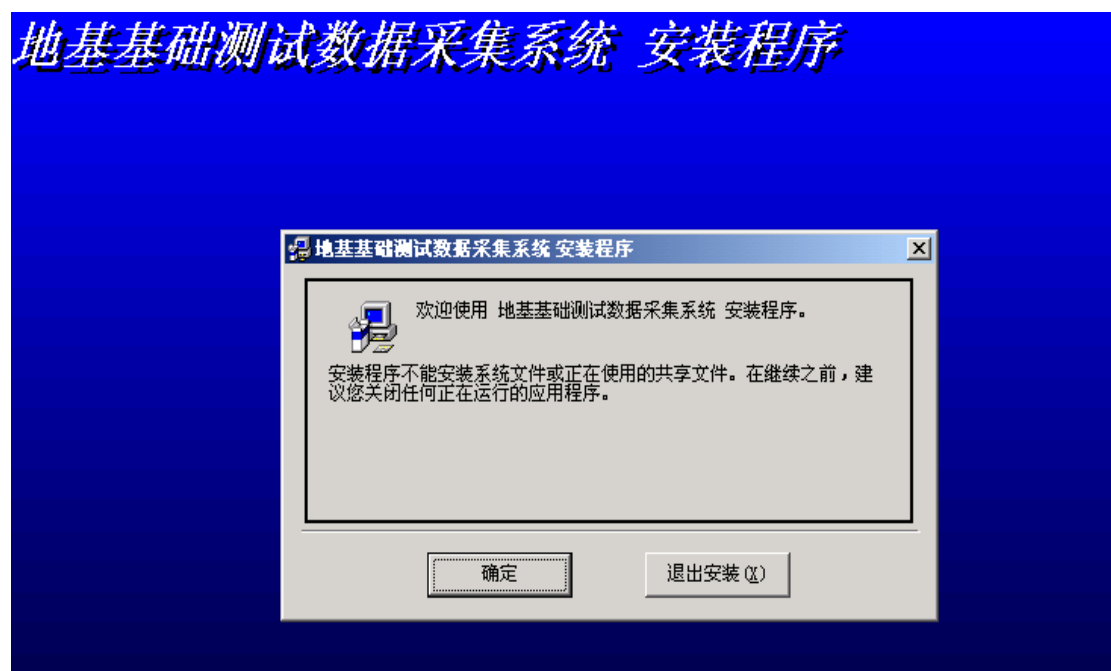 地基基础测试数据采集系统 安装程序
地基基础测试数据采集系统 安装程序
欢迎使用 地基基础测试数据采集系统 安装程序。
安装程序不能安装系统文件或正在使用的共享文件。在继续之前，建
议您关闭任何正在运行的应用程序。
确定 退出安装(X)